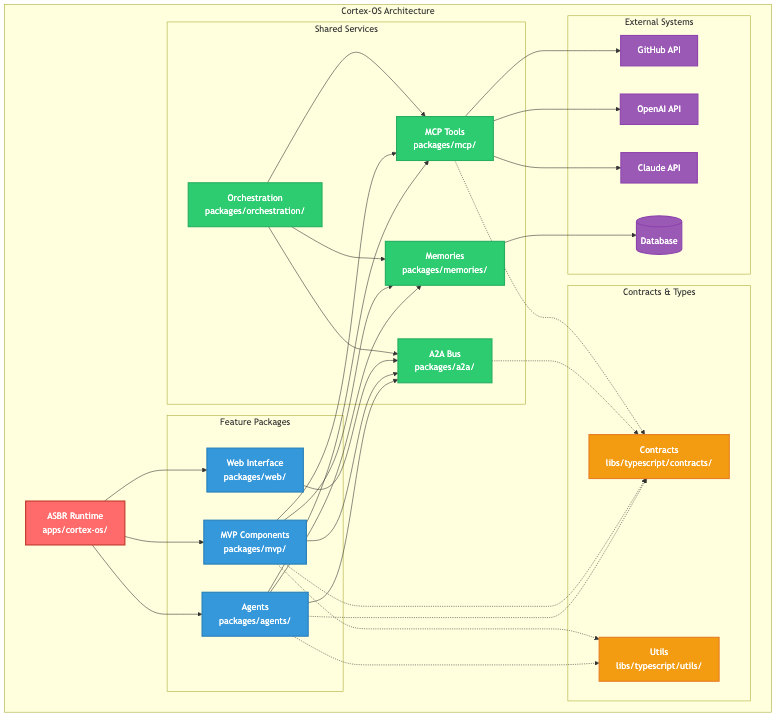 Cortex-OS Architecture
Shared Services
External Systems
GitHub API
OpenAI API
MCP Tools
packages/mcp/
Claude API
Orchestration
packages/orchestration/
Database
Memories
packages/memories/
Contracts & Types
A2A Bus
packages/a2a/
Feature Packages
Web Interface
packages/web/
Contracts
libs/typescript/contracts/
ASBR Runtime
apps/cortex-os/
MVP Components
packages/mvp/
Agents
packages/agents/
Utils
libs/typescript/utils/